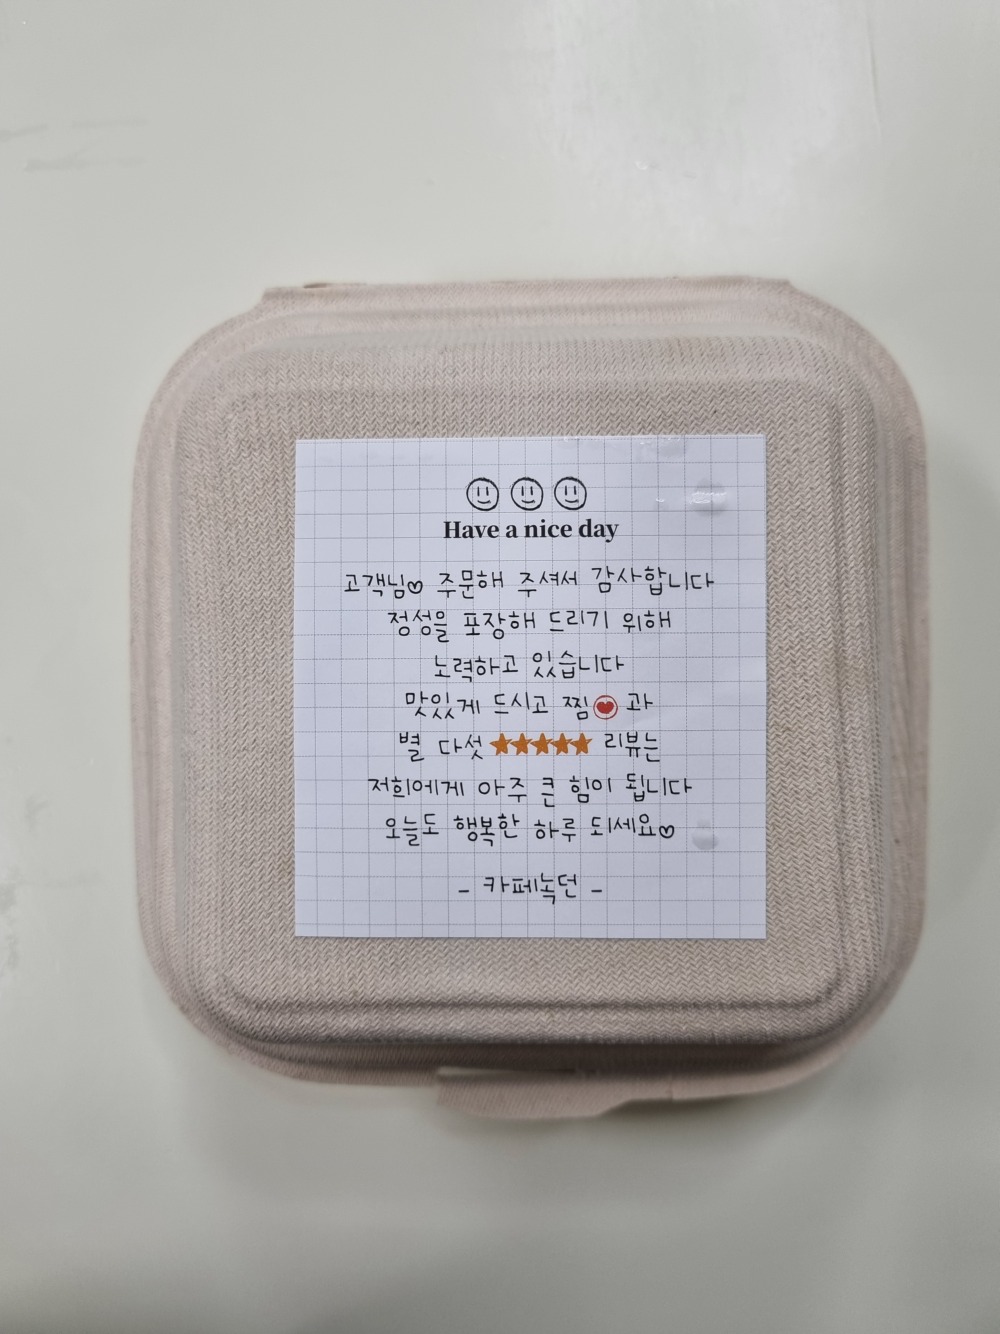 Have a nice day
고객님♡ 주문해 주셔서 감사합니다
정성을 포장해 드리기 위해
노력하고 있습니다
맛있게 드시고 찜❤과
별 다섯 ★★★★★ 리뷰는
저희에게 아주 큰 힘이 됩니다
오늘도 행복한 하루 되세요♡
- 카페녹턴 -